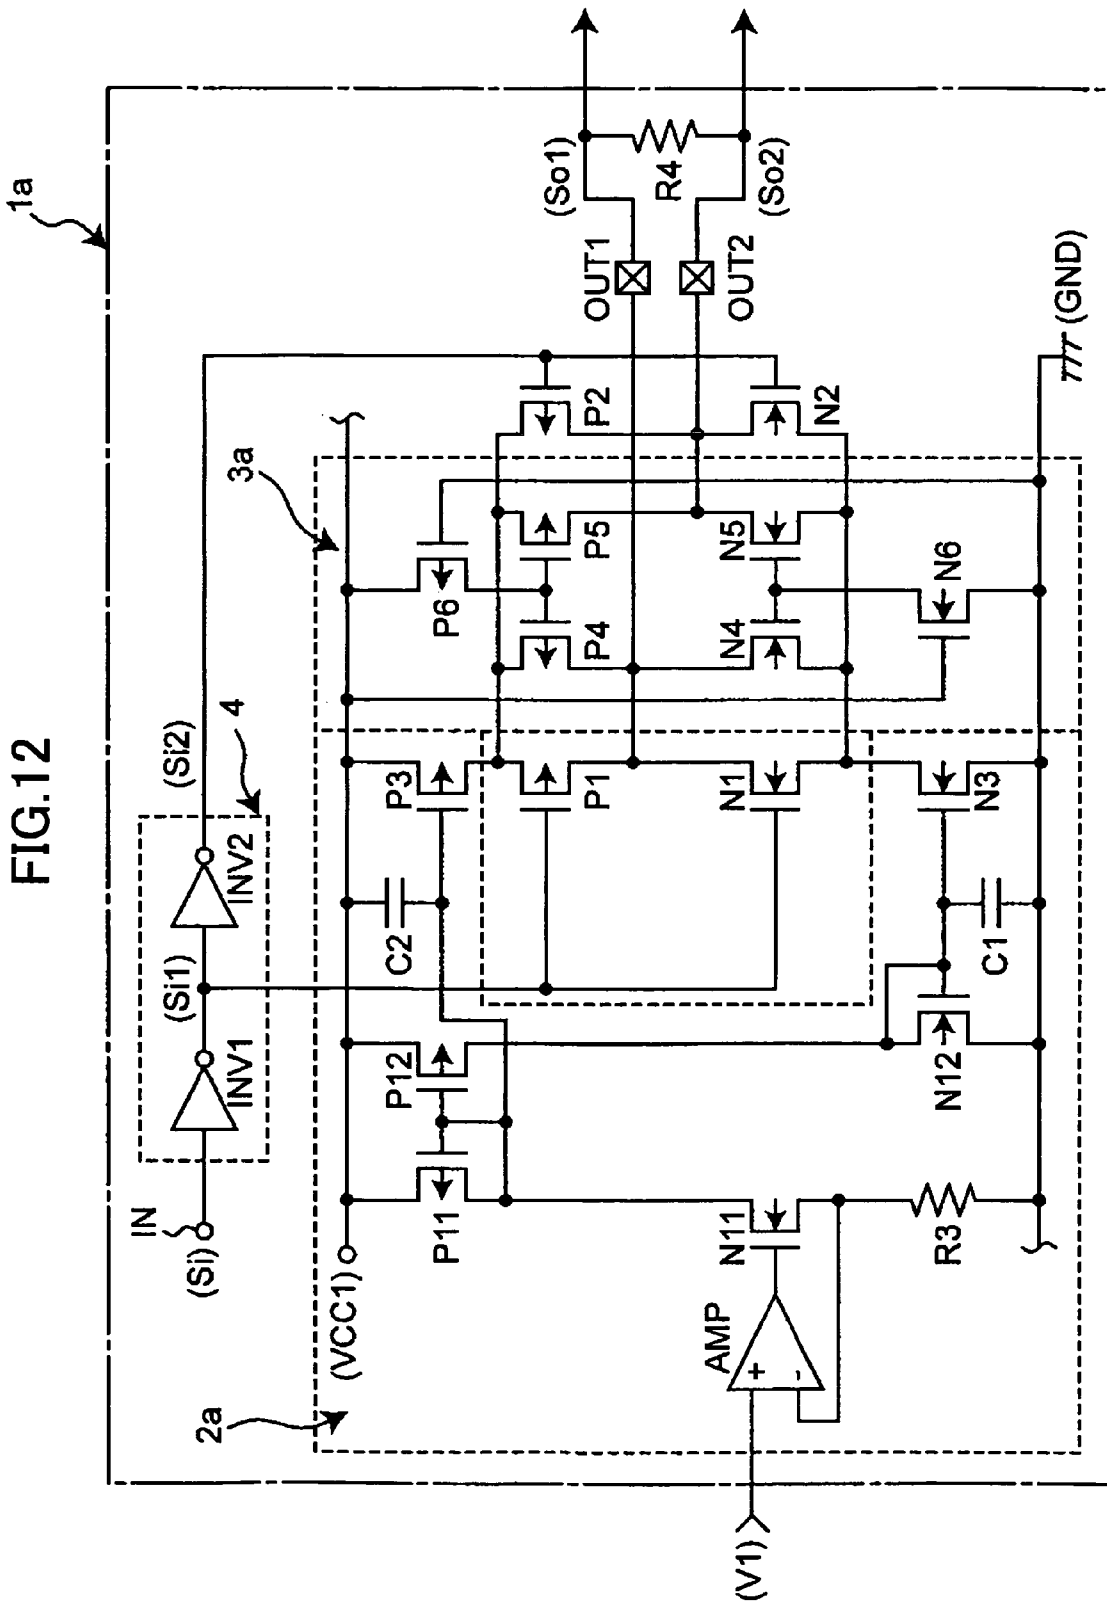 FIG.12
1a
IN
(Si)
INV1
(Si1)
INV2
(Si2)
4
2a
(VCC1)
3a
P11
P12
C2
P3
P6
P1
P4
P5
P2
OUT1
(So1)
R4
OUT2
(So2)
(V1)
AMP
+
-
N11
N1
N4
N5
N2
R3
N12
C1
N3
N6
(GND)